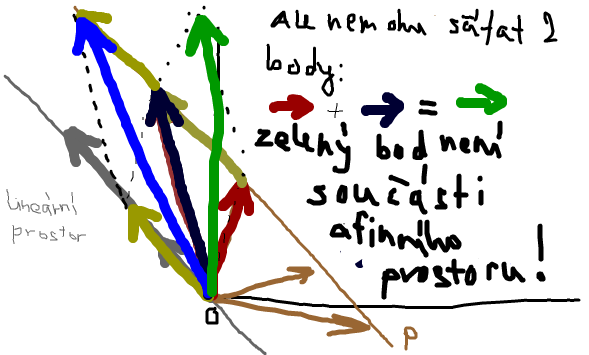 Ale nemohu sčítat 2
body:
+ =
zelený bod není
součástí
afinního
prostoru!
lineární
prostor
0
P